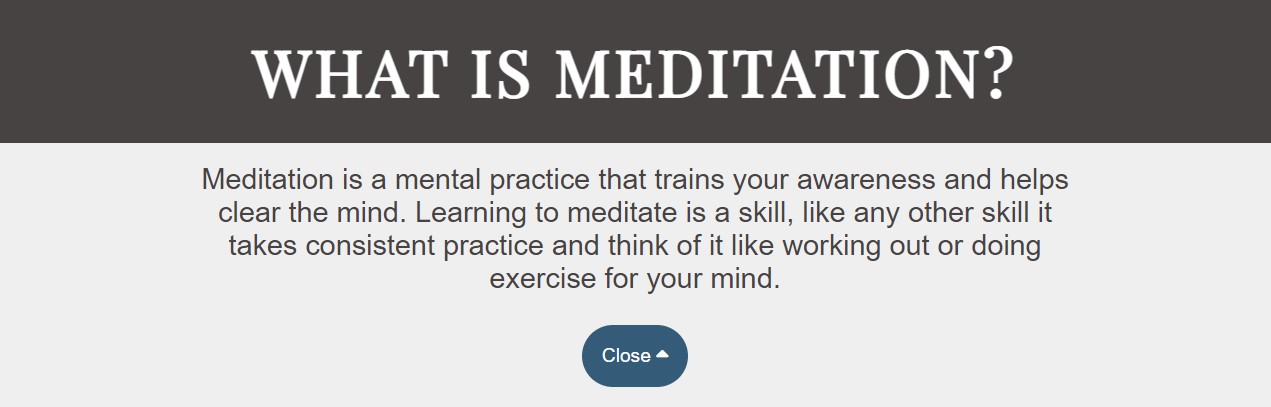 WHAT IS MEDITATION?
Meditation is a mental practice that trains your awareness and helps
clear the mind. Learning to meditate is a skill, like any other skill it
takes consistent practice and think of it like working out or doing
exercise for your mind.
Close